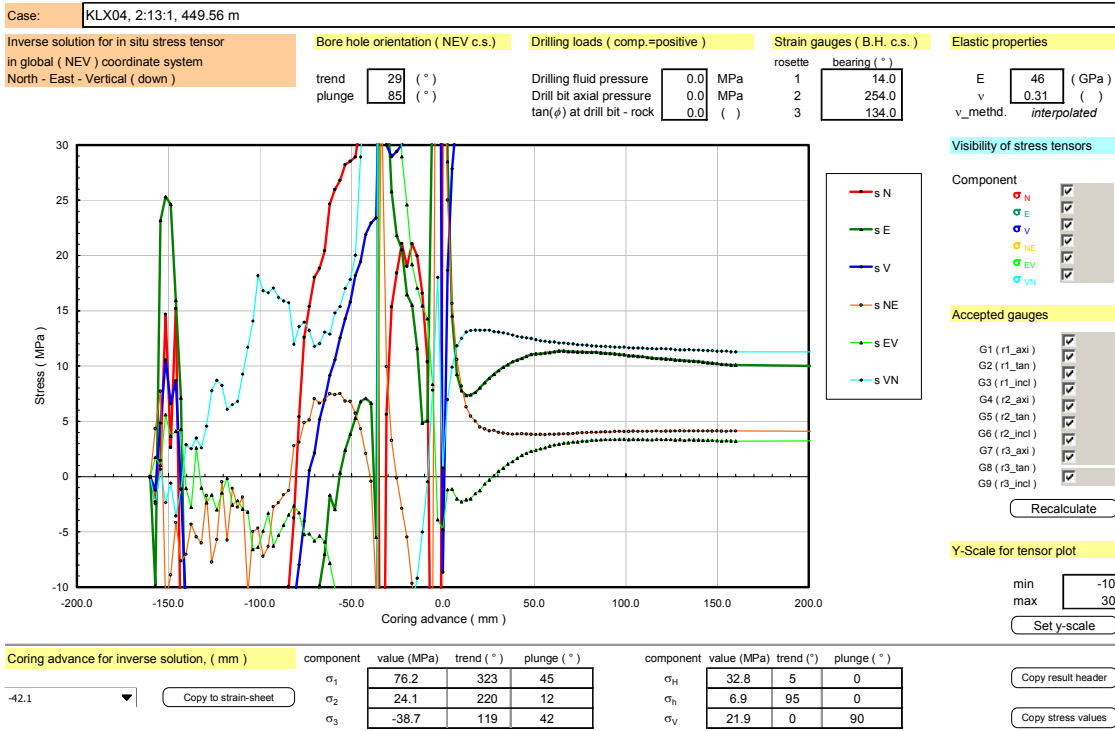 Case: KLX04, 2:13:1, 449.56 m
Inverse solution for in situ stress tensor
in global ( NEV ) coordinate system
North - East - Vertical ( down )
Bore hole orientation ( NEV c.s.)
trend 29 ( ° )
plunge 85 ( ° )
Drilling loads ( comp.=positive )
Drilling fluid pressure 0.0 MPa
Drill bit axial pressure 0.0 MPa
tan(ϕ) at drill bit - rock 0.0 ( )
Strain gauges ( B.H. c.s. )
rosette bearing ( ° )
1 14.0
2 254.0
3 134.0
Elastic properties
E 46 ( GPa )
ν 0.31 ( )
ν_methd. interpolated
30
25
20
15
10
5
0
-5
-10
Stress ( MPa )
-200.0 -150.0 -100.0 -50.0 0.0 50.0 100.0 150.0 200.0
Coring advance ( mm )
s N
s E
s V
s NE
s EV
s VN
Visibility of stress tensors
Component
σ N
σ E
σ V
σ NE
σ EV
σ VN
Accepted gauges
G1 ( r1_axi )
G2 ( r1_tan )
G3 ( r1_incl )
G4 ( r2_axi )
G5 ( r2_tan )
G6 ( r2_incl )
G7 ( r3_axi )
G8 ( r3_tan )
G9 ( r3_incl )
Recalculate
Y-Scale for tensor plot
min -10
max 30
Set y-scale
Coring advance for inverse solution, ( mm )
-42.1
Copy to strain-sheet
component value (MPa) trend ( ° ) plunge ( ° )
σ1 76.2 323 45
σ2 24.1 220 12
σ3 -38.7 119 42
component value (MPa) trend (°) plunge ( ° )
σH 32.8 5 0
σh 6.9 95 0
σV 21.9 0 90
Copy result header
Copy stress values